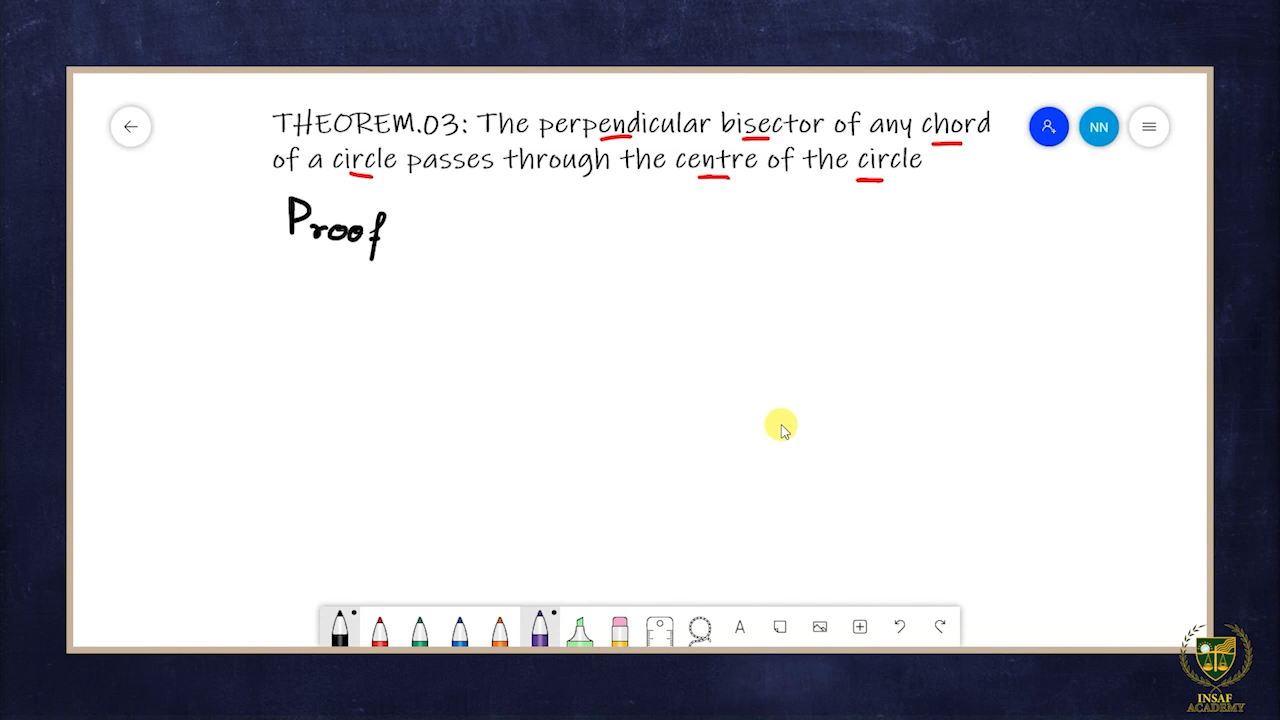 THEOREM.03: The perpendicular bisector of any chord
of a circle passes through the centre of the circle
NN
Proof
A
INSAF
ACADEMY